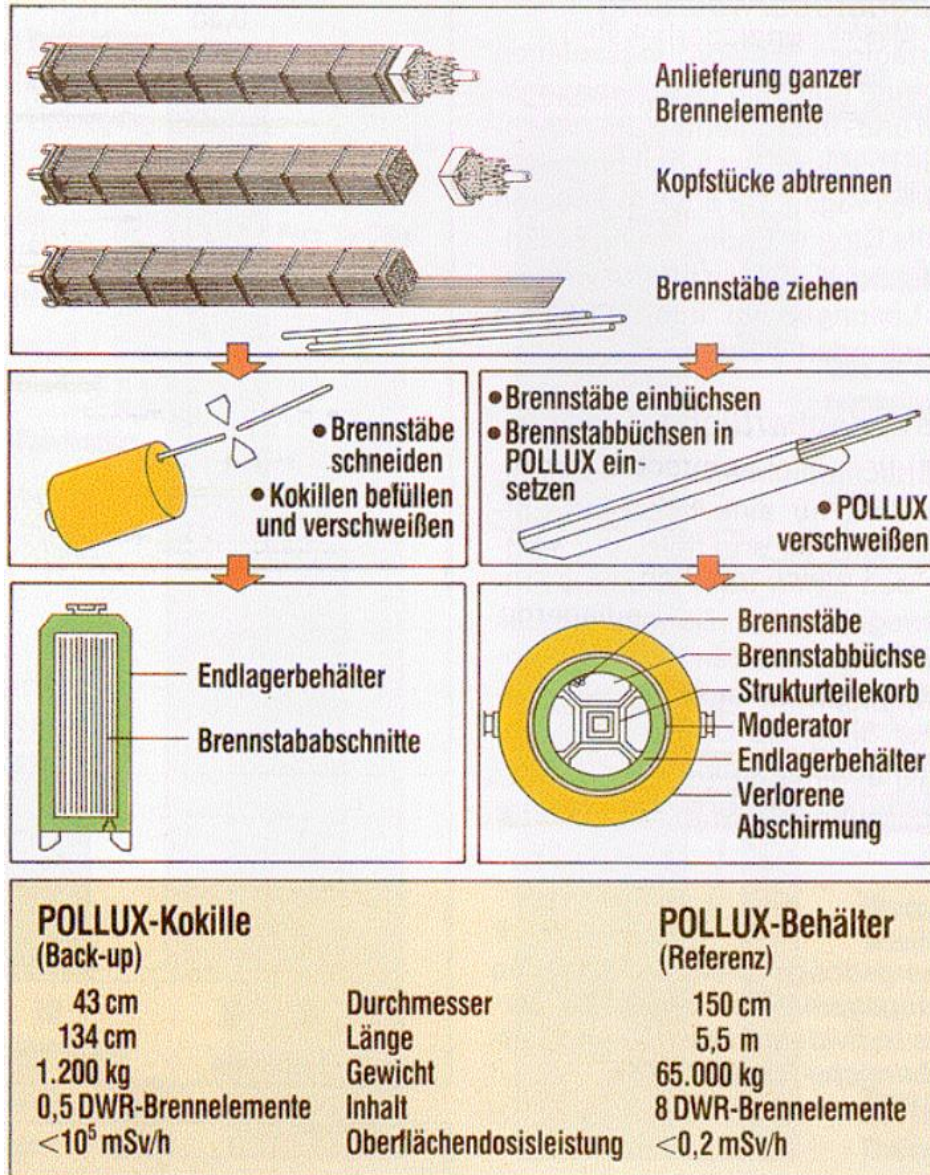 Anlieferung ganzer
Brennelemente
Kopfstücke abtrennen
Brennstäbe ziehen
• Brennstäbe
schneiden
• Kokillen befüllen
und verschweißen
• Brennstäbe einbüchsen
• Brennstabbüchsen in
POLLUX ein-
setzen
• POLLUX
verschweißen
Endlagerbehälter
Brennstababschnitte
Brennstäbe
Brennstabbüchse
Strukturteilekorb
Moderator
Endlagerbehälter
Verlorene
Abschirmung
POLLUX-Kokille POLLUX-Behälter
(Back-up) (Referenz)
43 cm Durchmesser 150 cm
134 cm Länge 5,5 m
1.200 kg Gewicht 65.000 kg
0,5 DWR-Brennelemente Inhalt 8 DWR-Brennelemente
<10⁵ mSv/h Oberflächendosisleistung <0,2 mSv/h